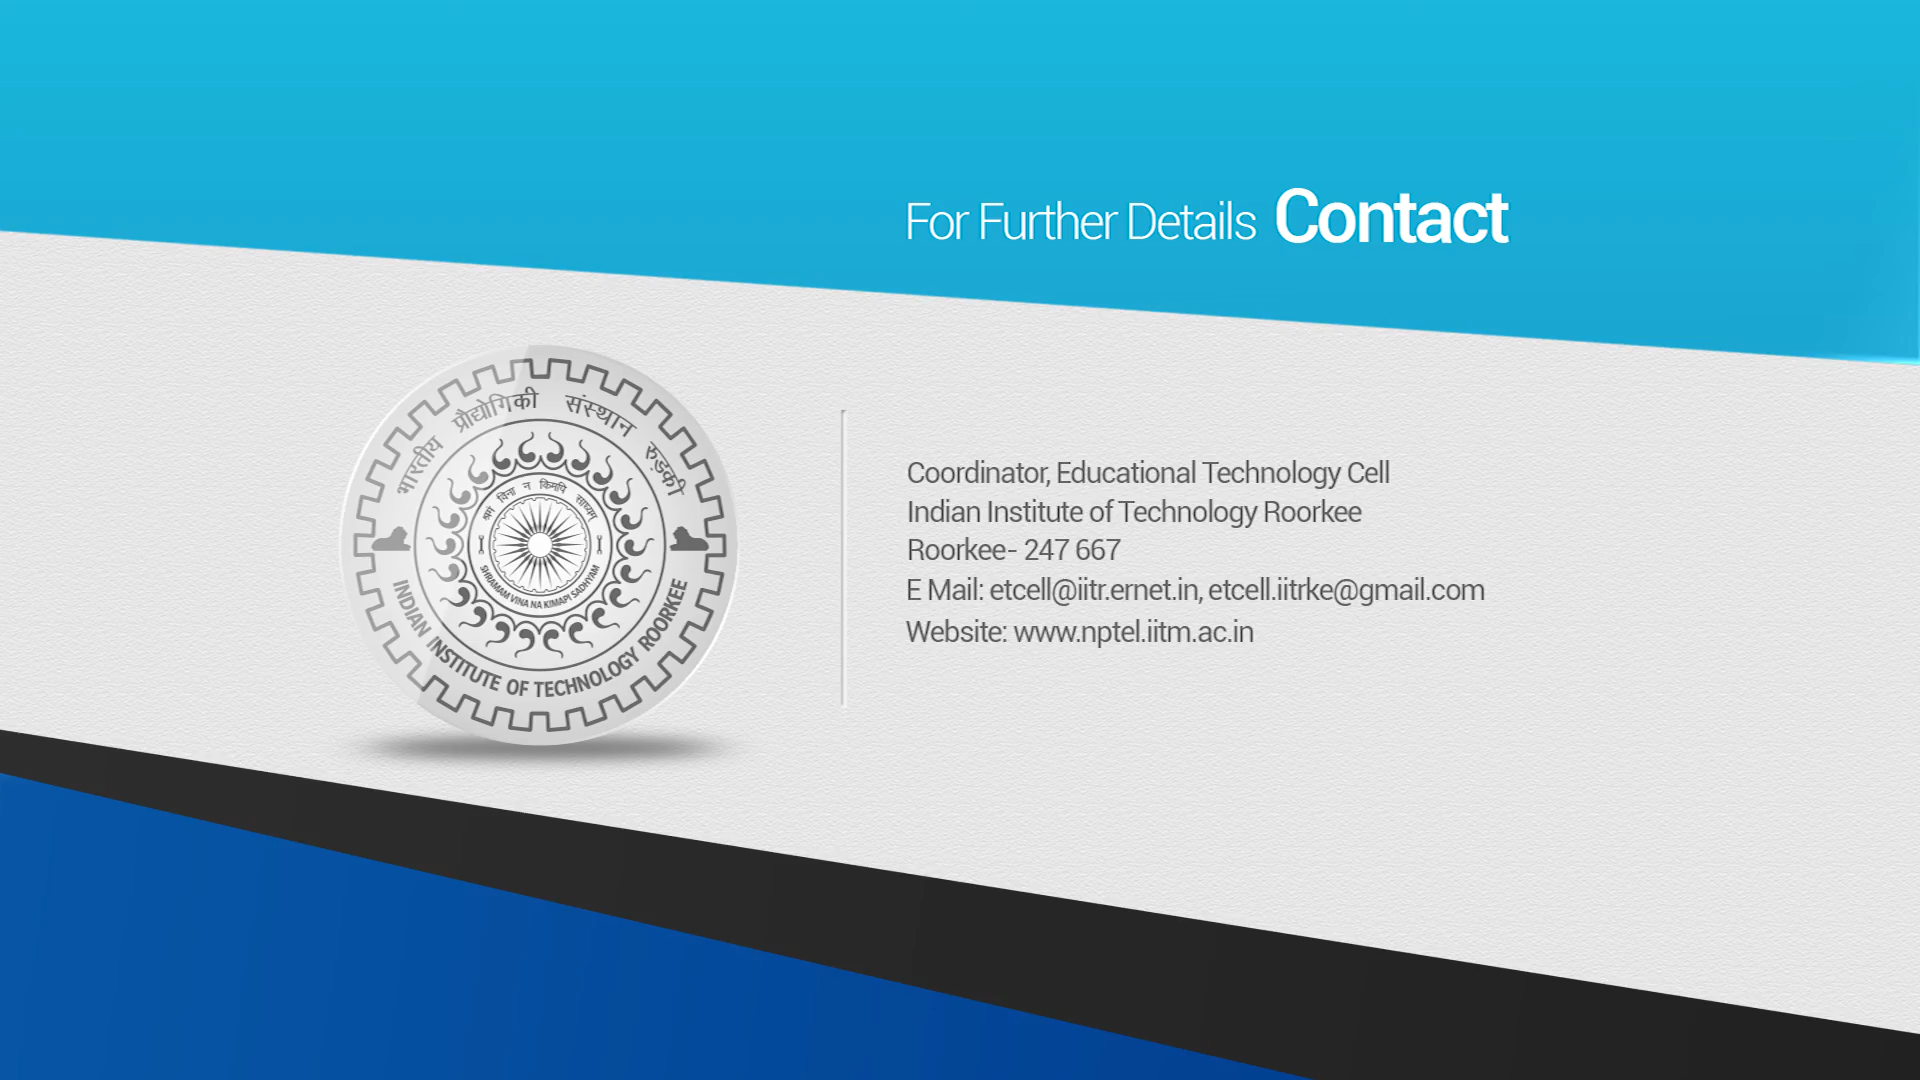 For Further Details Contact
भारतीय प्रौद्योगिकी संस्थान रुड़की
श्रमं विना न किमपि साध्यम्
SHRAMAM VINA NA KIMAPI SADHYAM
INDIAN INSTITUTE OF TECHNOLOGY ROORKEE
Coordinator, Educational Technology Cell
Indian Institute of Technology Roorkee
Roorkee- 247 667
E Mail: etcell@iitr.ernet.in, etcell.iitrke@gmail.com
Website: www.nptel.iitm.ac.in